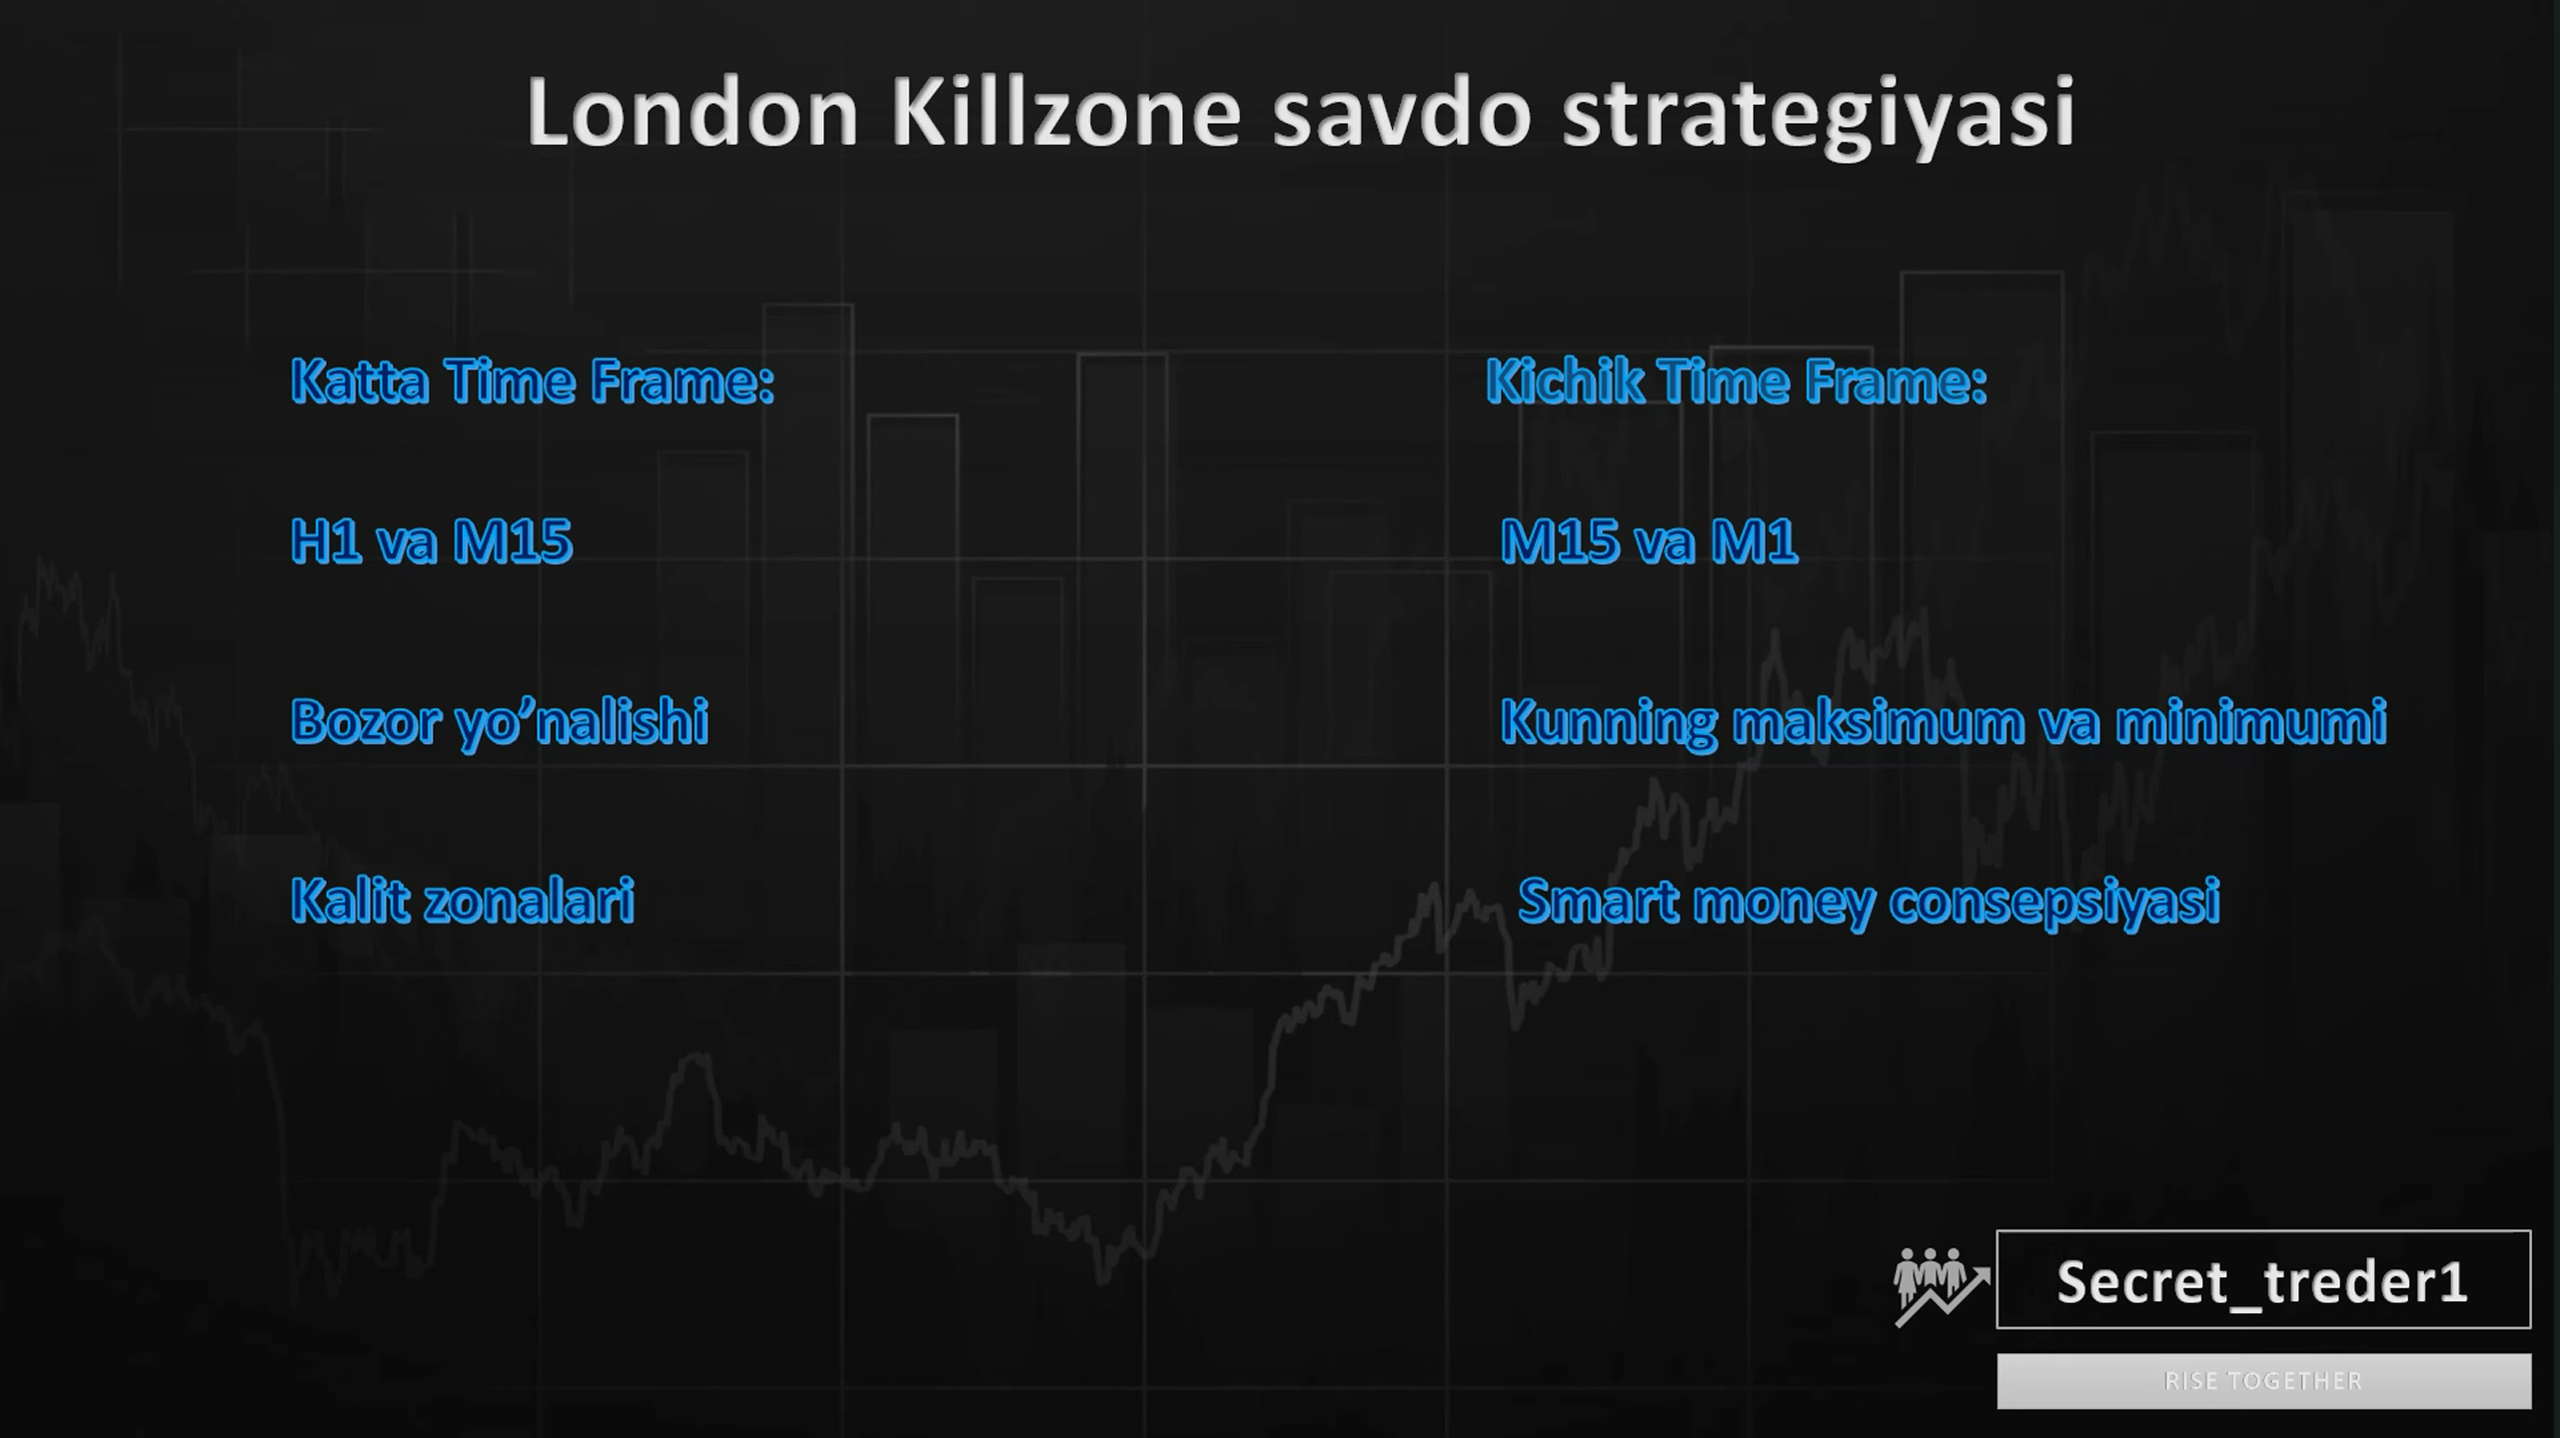 London Killzone savdo strategiyasi
Katta Time Frame:
H1 va M15
Bozor yo’nalishi
Kalit zonalari
Kichik Time Frame:
M15 va M1
Kunning maksimum va minimumi
Smart money consepsiyasi
Secret_treder1
RISE TOGETHER